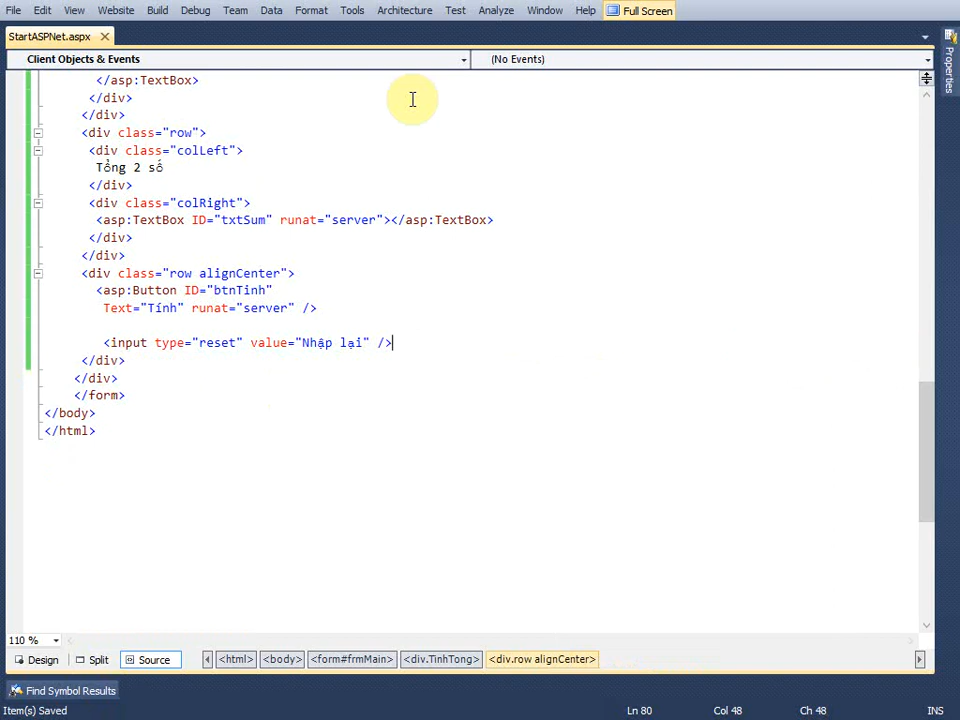 File Edit View Website Build Debug Team Data Format Tools Architecture Test Analyze Window Help Full Screen
StartASPNet.aspx
Client Objects & Events (No Events)
Properties
</asp:TextBox>
</div>
</div>
<div class="row">
<div class="colLeft">
Tổng 2 số
</div>
<div class="colRight">
<asp:TextBox ID="txtSum" runat="server"></asp:TextBox>
</div>
</div>
<div class="row alignCenter">
<asp:Button ID="btnTinh"
Text="Tính" runat="server" />
<input type="reset" value="Nhập lại" />
</div>
</div>
</form>
</body>
</html>
110 %
Design Split Source <html> <body> <form#frmMain> <div.TinhTong> <div.row alignCenter>
Find Symbol Results
Item(s) Saved Ln 80 Col 48 Ch 48 INS